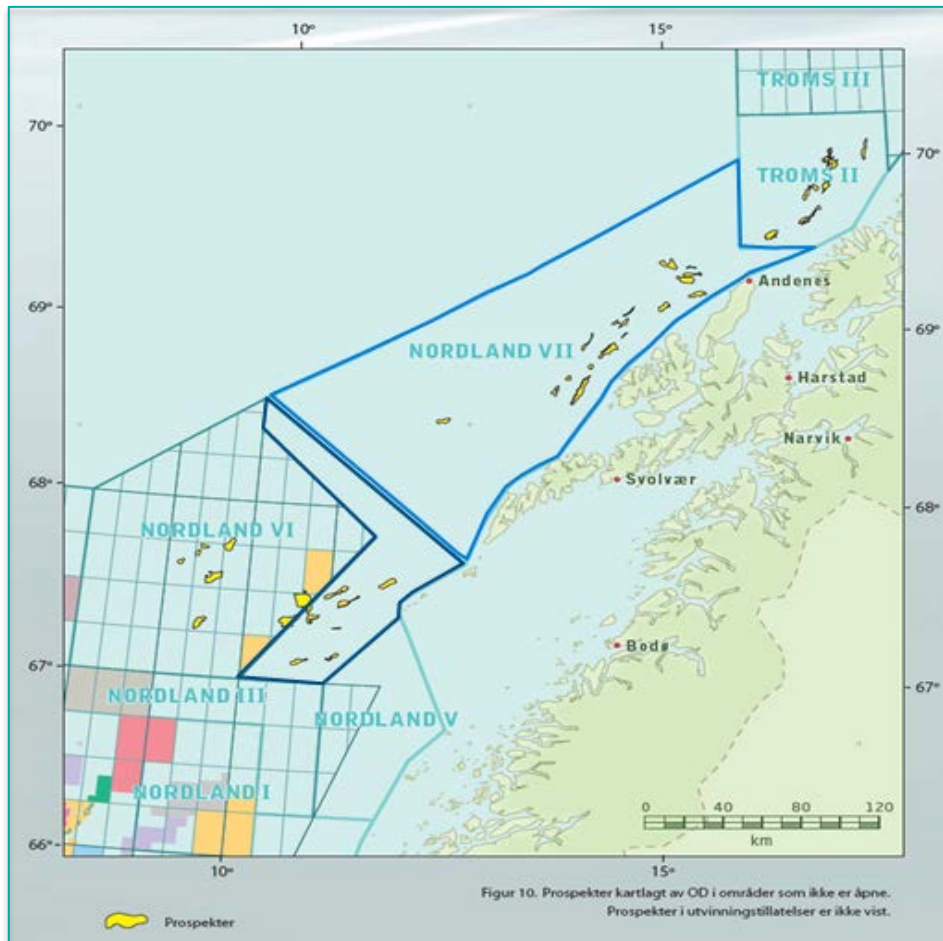 10°
15°
TROMS III
70°
70°
TROMS II
Andenes
69°
69°
NORDLAND VII
Harstad
Narvik
68°
Svolvær
68°
NORDLAND VI
67°
Bodø
67°
NORDLAND III
NORDLAND V
NORDLAND I
0 40 80 120
km
66°
10°
15°
Figur 10. Prospekter kartlagt av OD i områder som ikke er åpne.
Prospekter i utvinningstillatelser er ikke vist.
Prospekter